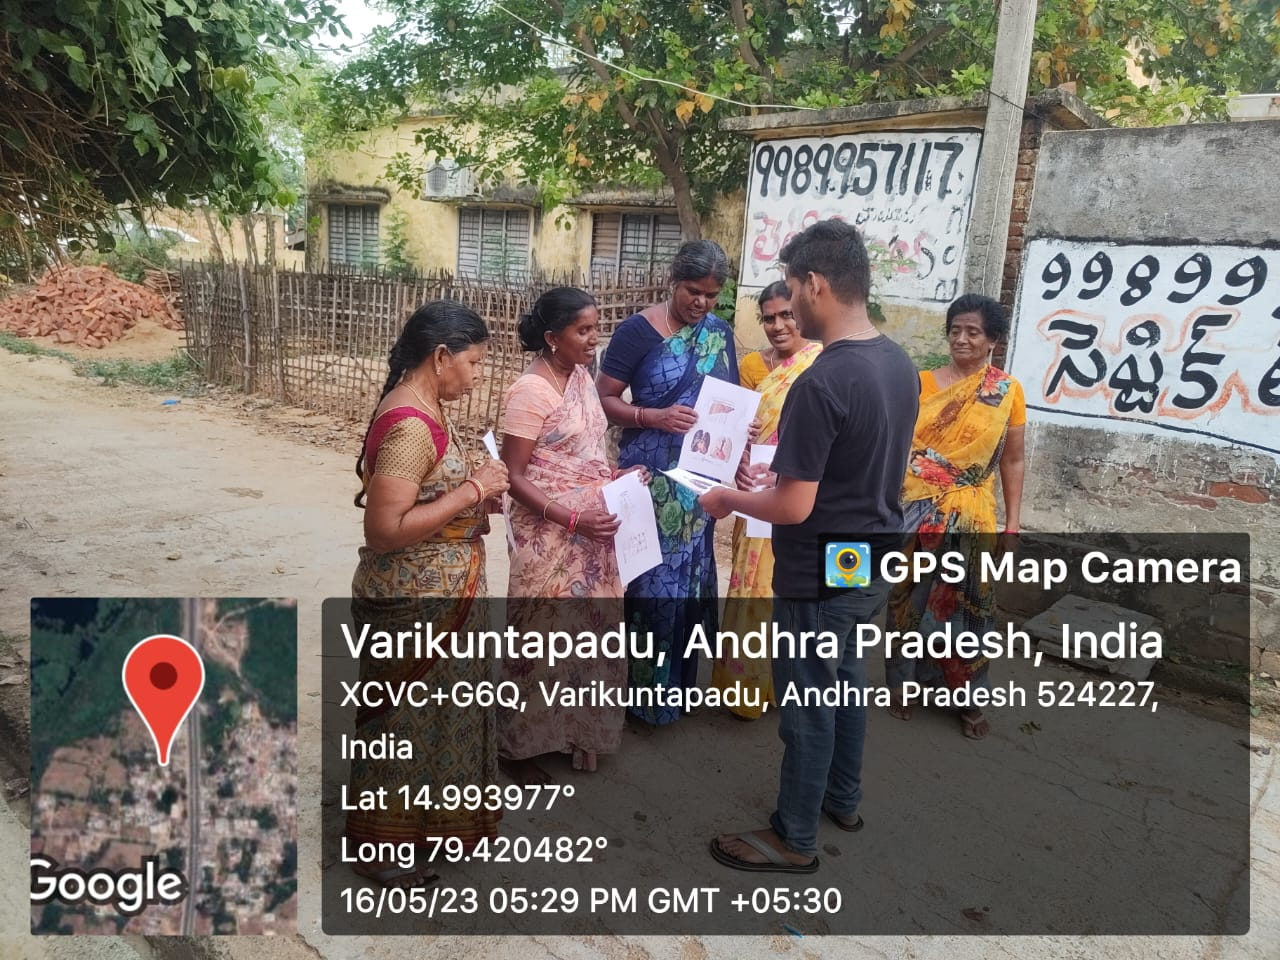 9989957117
99899
సెప్టిక్
GPS Map Camera
Varikuntapadu, Andhra Pradesh, India
XCVC+G6Q, Varikuntapadu, Andhra Pradesh 524227,
India
Lat 14.993977°
Long 79.420482°
16/05/23 05:29 PM GMT +05:30
Google